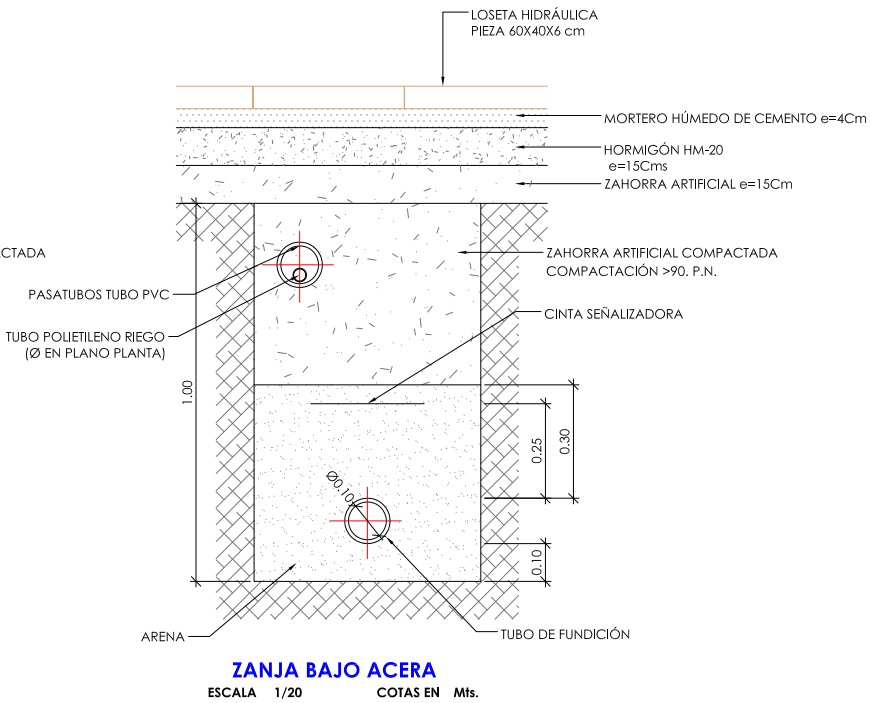 LOSETA HIDRÁULICA
PIEZA 60X40X6 cm
MORTERO HÚMEDO DE CEMENTO e=4Cm
HORMIGÓN HM-20
e=15Cms
ZAHORRA ARTIFICIAL e=15Cm
CTADA
ZAHORRA ARTIFICIAL COMPACTADA
COMPACTACIÓN >90. P.N.
PASATUBOS TUBO PVC
CINTA SEÑALIZADORA
TUBO POLIETILENO RIEGO
(Ø EN PLANO PLANTA)
1.00
0.25
0.30
Ø0.10
0.10
ARENA
TUBO DE FUNDICIÓN
ZANJA BAJO ACERA
ESCALA 1/20 COTAS EN Mts.